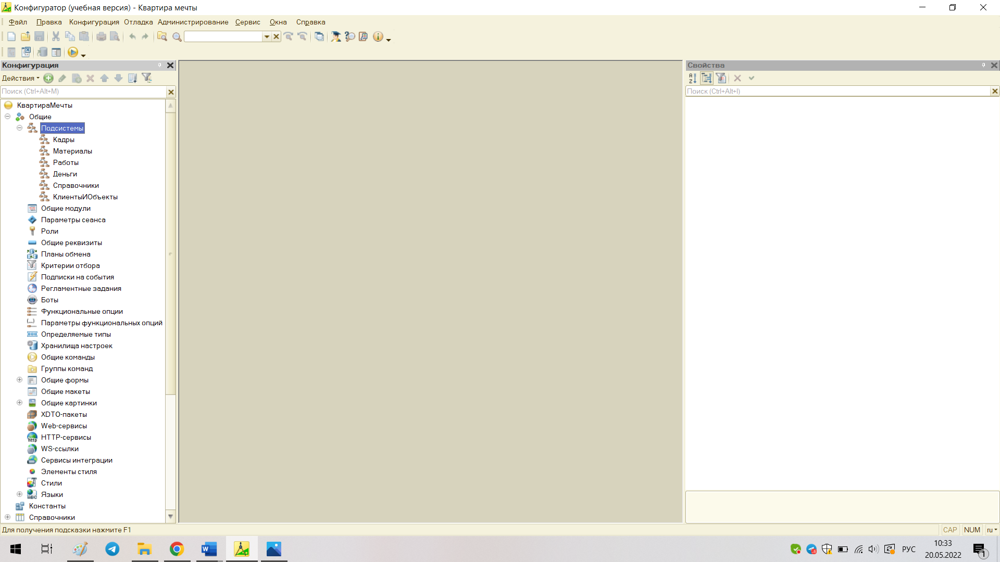 Конфигуратор (учебная версия) - Квартира мечты
Файл Правка Конфигурация Отладка Администрирование Сервис Окна Справка
Конфигурация
Действия
Поиск (Ctrl+Alt+M)
КвартираМечты
Общие
Подсистемы
Кадры
Материалы
Работы
Деньги
Справочники
КлиентыИОбъекты
Общие модули
Параметры сеанса
Роли
Общие реквизиты
Планы обмена
Критерии отбора
Подписки на события
Регламентные задания
Боты
Функциональные опции
Параметры функциональных опций
Определяемые типы
Хранилища настроек
Общие команды
Группы команд
Общие формы
Общие макеты
Общие картинки
XDTO-пакеты
Web-сервисы
HTTP-сервисы
WS-ссылки
Сервисы интеграции
Элементы стиля
Стили
Языки
Константы
Справочники
Свойства
Поиск (Ctrl+Alt+I)
Для получения подсказки нажмите F1
CAP NUM ru
РУС
10:33
20.05.2022
1